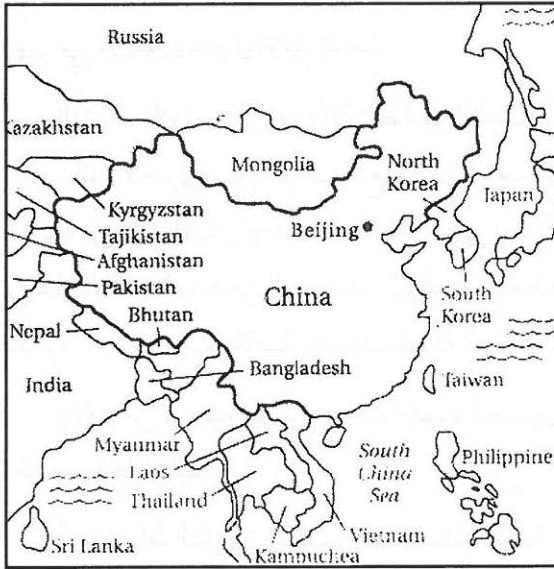 Russia
Kazakhstan
Mongolia
North
Korea
Japan
Kyrgyzstan
Tajikistan
Afghanistan
Pakistan
Beijing
China
South
Korea
Nepal
Bhutan
India
Bangladesh
Taiwan
Myanmar
Laos
Thailand
South
China
Sea
Philippine
Sri Lanka
Kampuchea
Vietnam